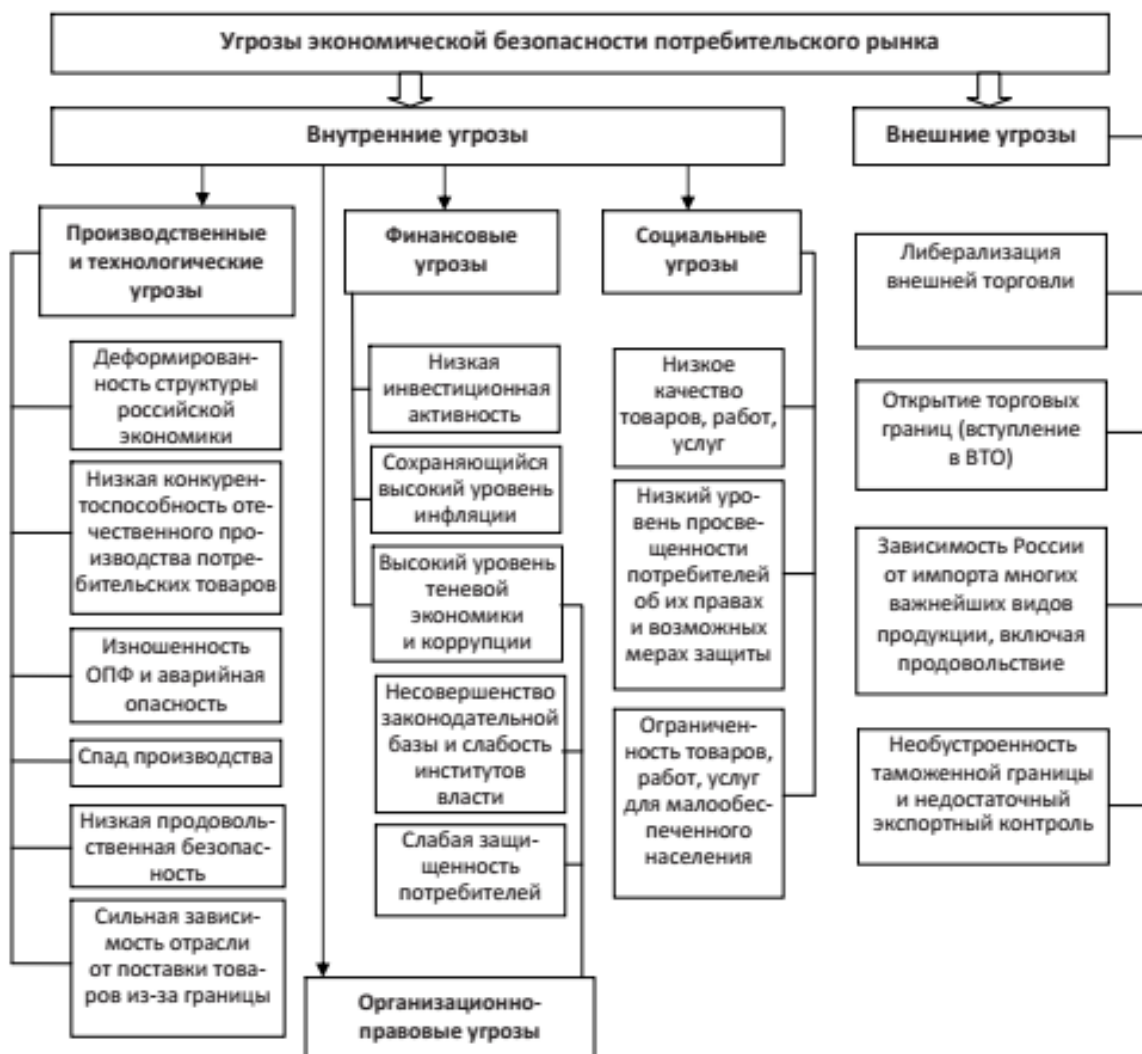 Угрозы экономической безопасности потребительского рынка
Внутренние угрозы
Внешние угрозы
Производственные
и технологические
угрозы
Финансовые
угрозы
Социальные
угрозы
Деформирован-
ность структуры
российской
экономики
Низкая конкурен-
тоспособность оте-
чественного про-
изводства потре-
бительских товаров
Изношенность
ОПФ и аварийная
опасность
Спад производства
Низкая продоволь-
ственная безопас-
ность
Сильная зависи-
мость отрасли
от поставки това-
ров из-за границы
Низкая
инвестиционная
активность
Сохраняющийся
высокий уровень
инфляции
Высокий уровень
теневой
экономики
и коррупции
Несовершенство
законодательной
базы и слабость
институтов
власти
Слабая защи-
щенность
потребителей
Организационно-
правовые угрозы
Низкое
качество
товаров, работ,
услуг
Низкий уро-
вень просве-
щенности
потребителей
об их правах
и возможных
мерах защиты
Ограничен-
ность товаров,
работ, услуг
для малообес-
печенного
населения
Либерализация
внешней торговли
Открытие торговых
границ (вступление
в ВТО)
Зависимость России
от импорта многих
важнейших видов
продукции, включая
продовольствие
Необустроенность
таможенной границы
и недостаточный
экспортный контроль